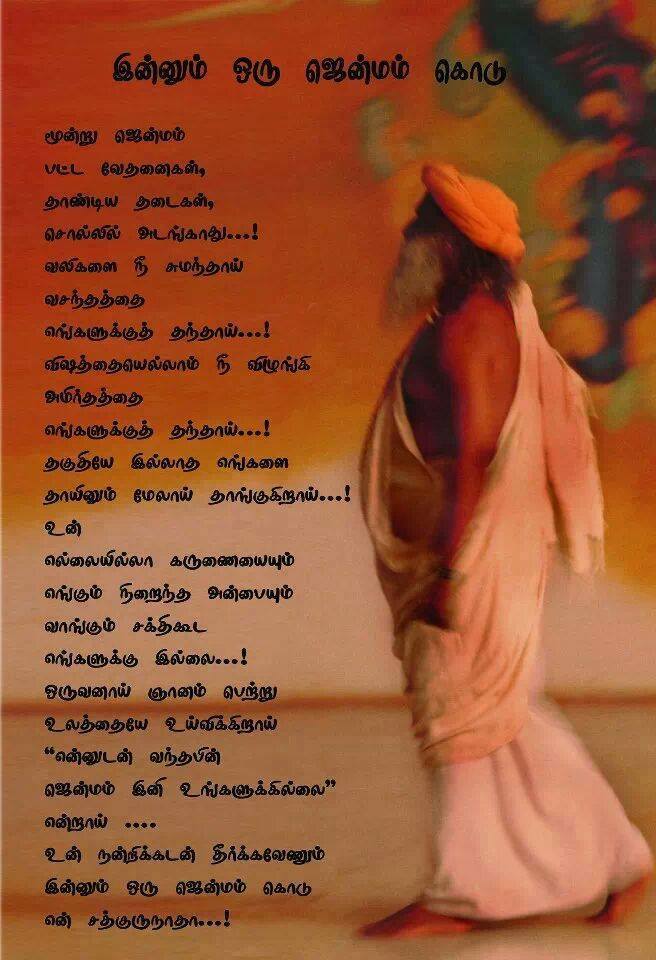 இன்னும் ஒரு ஜென்மம் கொடு
மூன்று ஜென்மம்
பட்ட வேதனைகள்,
தாண்டிய தடைகள்,
சொல்லில் அடங்காது...!
வலிகளை நீ சுமந்தாய்
வசந்தத்தை
எங்களுக்குத் தந்தாய்...!
விஷத்தையெல்லாம் நீ விழுங்கி
அமிர்தத்தை
எங்களுக்குத் தந்தாய்...!
தகுதியே இல்லாத எங்களை
தாயினும் மேலாய் தாங்குகிறாய்...!
உன்
எல்லையில்லா கருணையையும்
எங்கும் நிறைந்த அன்பையும்
வாங்கும் சக்திகூட
எங்களுக்கு இல்லை...!
ஒருவனாய் ஞானம் பெற்று
உலத்தையே உய்விக்கிறாய்
“என்னுடன் வந்தபின்
ஜென்மம் இனி உங்களுக்கில்லை”
என்றாய் ....
உன் நன்றிக்கடன் தீர்க்கவேணும்
இன்னும் ஒரு ஜென்மம் கொடு
என் சத்குருநாதா...!